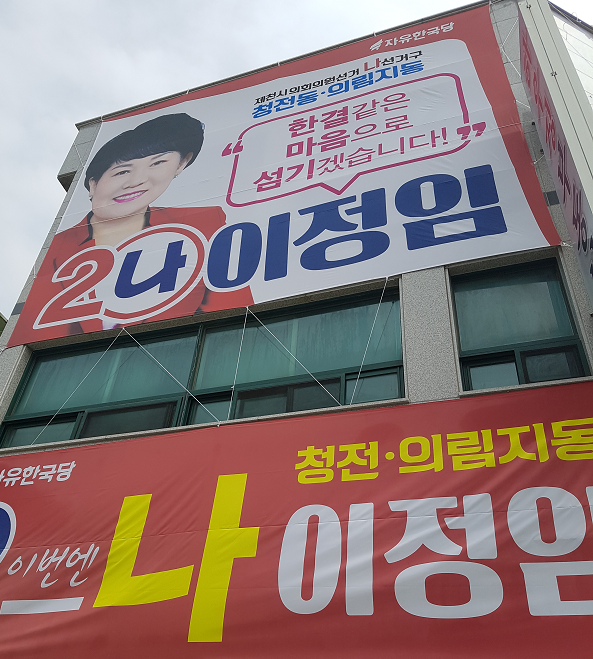 자유한국당
제천시의회의원선거 나선거구
청전동·의림지동
"한결같은
마음으로
섬기겠습니다!"
2나 이정임
자유한국당
청전·의림지동
이번엔 나 이정임